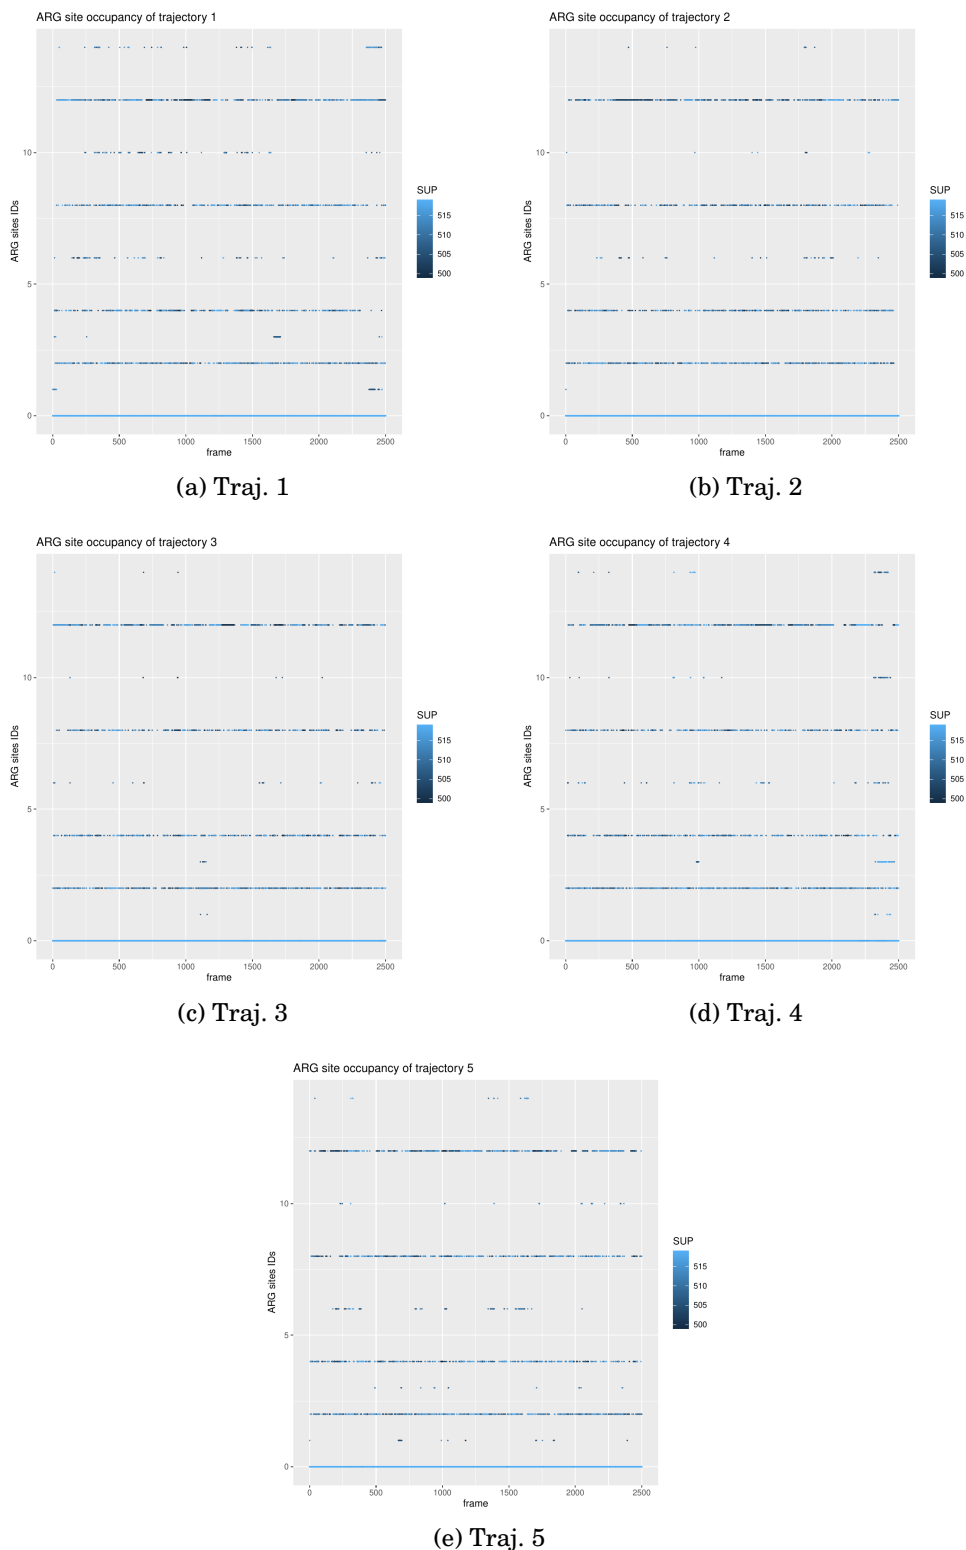 ARG site occupancy of trajectory 1
ARG sites IDs
10
5
0
0 500 1000 1500 2000 2500
frame
SUP
515
510
505
500
(a) Traj. 1
ARG site occupancy of trajectory 2
ARG sites IDs
10
5
0
0 500 1000 1500 2000 2500
frame
SUP
515
510
505
500
(b) Traj. 2
ARG site occupancy of trajectory 3
ARG sites IDs
10
5
0
0 500 1000 1500 2000 2500
frame
SUP
515
510
505
500
(c) Traj. 3
ARG site occupancy of trajectory 4
ARG sites IDs
10
5
0
0 500 1000 1500 2000 2500
frame
SUP
515
510
505
500
(d) Traj. 4
ARG site occupancy of trajectory 5
ARG sites IDs
10
5
0
0 500 1000 1500 2000 2500
frame
SUP
515
510
505
500
(e) Traj. 5